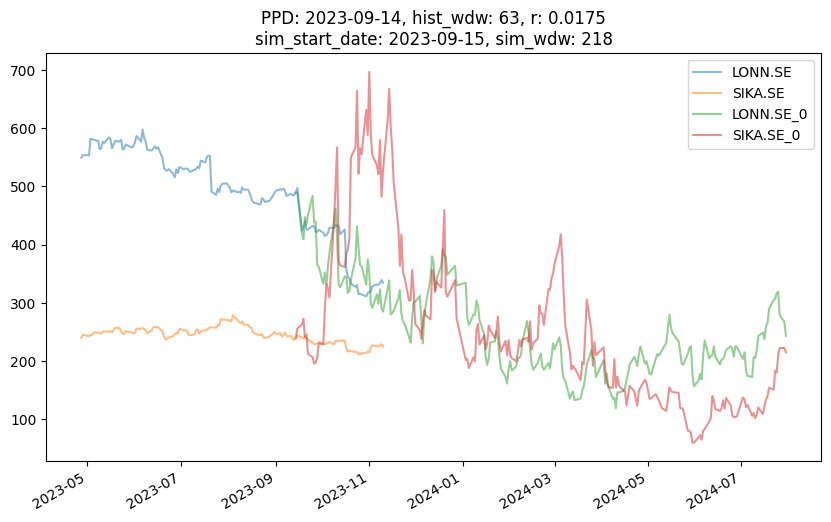 PPD: 2023-09-14, hist_wdw: 63, r: 0.0175
sim_start_date: 2023-09-15, sim_wdw: 218
LONN.SE
SIKA.SE
LONN.SE_0
SIKA.SE_0
700
600
500
400
300
200
100
2023-05
2023-07
2023-09
2023-11
2024-01
2024-03
2024-05
2024-07